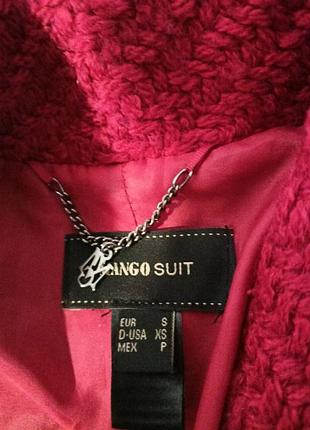 ANGO SUIT
EUR S
D-USA XS
MEX P